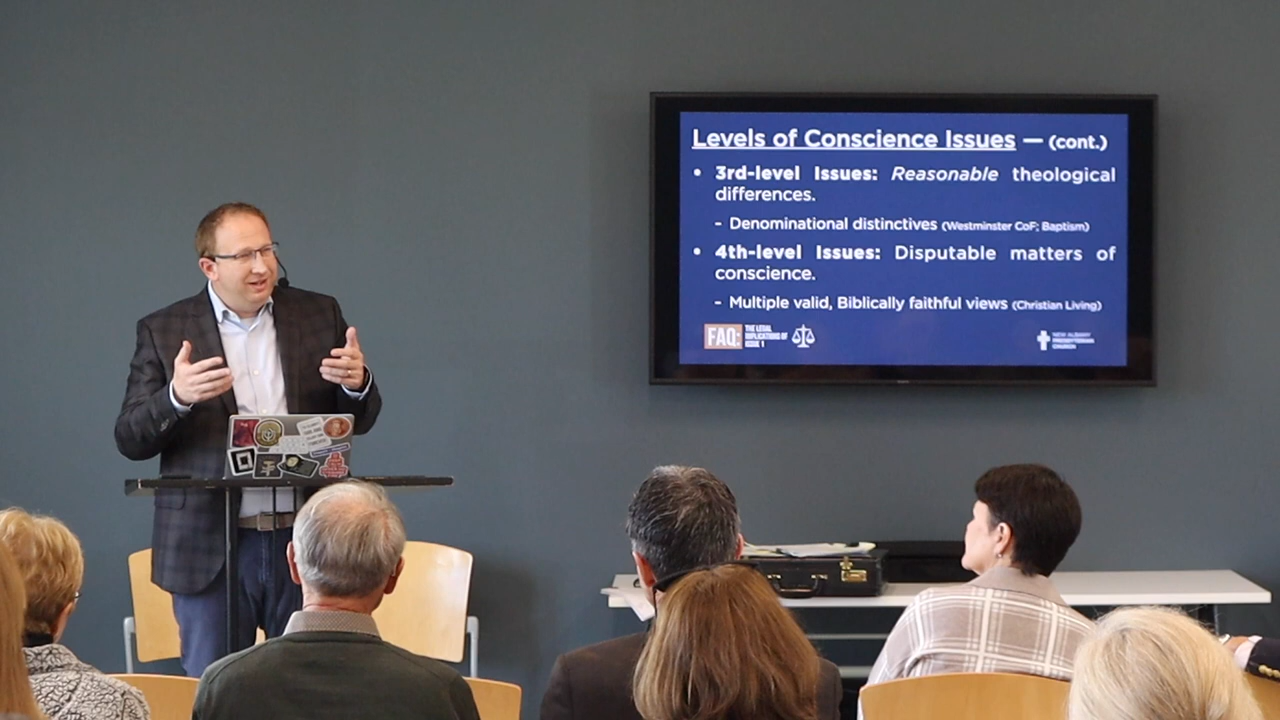 Levels of Conscience Issues — (cont.)
• 3rd-level Issues: Reasonable theological
differences.
– Denominational distinctives (Westminster CoF; Baptism)
• 4th-level Issues: Disputable matters of
conscience.
– Multiple valid, Biblically faithful views (Christian Living)
FAQ:
THE LEGAL
IMPLICATIONS OF
ISSUE 1
NEW ALBANY
PRESBYTERIAN
CHURCH